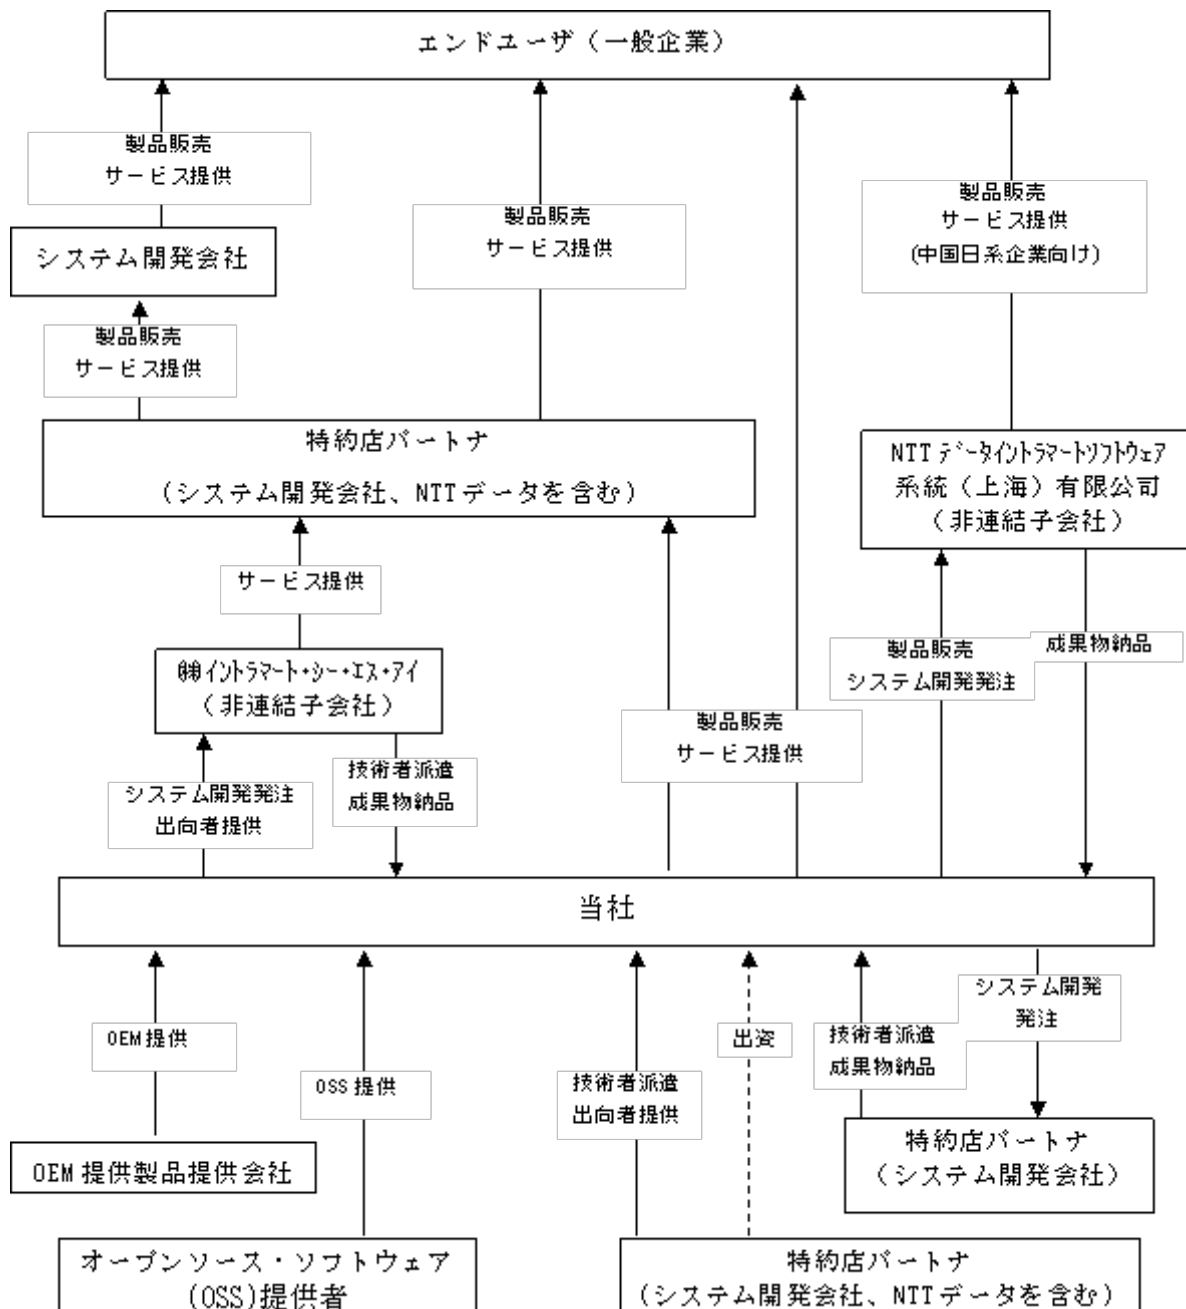 エンドユーザ（一般企業）
製品販売
サービス提供
製品販売
サービス提供
製品販売
サービス提供
(中国日系企業向け)
システム開発会社
製品販売
サービス提供
特約店パートナ
（システム開発会社、NTTデータを含む）
NTTデータイントラマートソフトウェア
系統（上海）有限公司
（非連結子会社）
サービス提供
製品販売
システム開発発注
成果物納品
㈱イントラマート・シー・エス・アイ
（非連結子会社）
製品販売
サービス提供
システム開発発注
出向者提供
技術者派遣
成果物納品
当社
OEM提供
OSS提供
技術者派遣
出向者提供
出資
技術者派遣
成果物納品
システム開発
発注
OEM提供製品提供会社
特約店パートナ
（システム開発会社）
オープンソース・ソフトウェア
(OSS)提供者
特約店パートナ
（システム開発会社、NTTデータを含む）